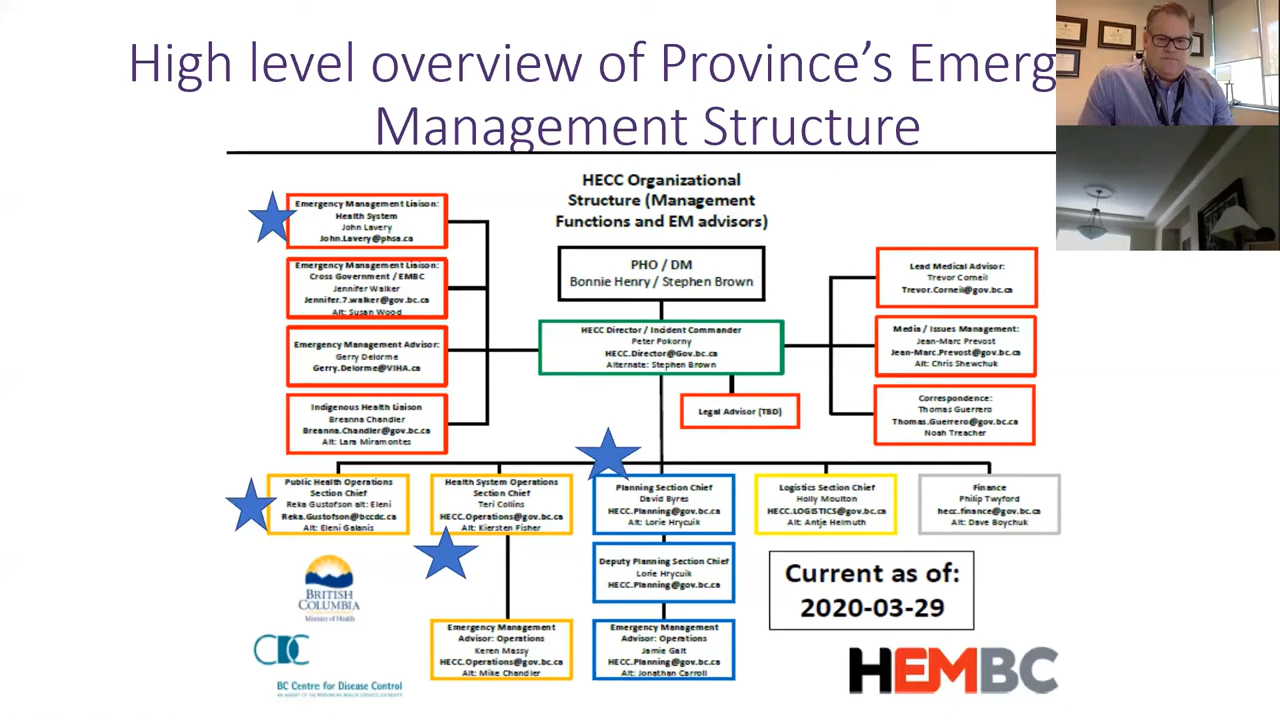 High level overview of Province's Emerg
Management Structure
HECC Organizational
Structure (Management
Functions and EM advisors)
Emergency Management Liaison:
Health System
John Lavery
John.Lavery@phsa.ca
Emergency Management Liaison:
Cross Government / EMBC
Jennifer Walker
Jennifer.7.walker@gov.bc.ca
Alt: Susan Wood
Emergency Management Advisor:
Gerry Delorme
Gerry.Delorme@VIHA.ca
Indigenous Health Liaison
Breanna Chandler
Breanna.Chandler@gov.bc.ca
Alt: Lara Miramontes
PHO / DM
Bonnie Henry / Stephen Brown
HECC Director / Incident Commander
Peter Pokorny
HECC.Director@Gov.bc.ca
Alternate: Stephen Brown
Legal Advisor (TBD)
Lead Medical Advisor:
Trevor Corneil
Trevor.Corneil@gov.bc.ca
Media / Issues Management:
Jean-Marc Prevost
Jean-Marc.Prevost@gov.bc.ca
Alt: Chris Shewchuk
Correspondence:
Thomas Guerrero
Thomas.Guerrero@gov.bc.ca
Noah Treacher
Public Health Operations
Section Chief
Reka Gustofson alt: Eleni
Reka.Gustofson@bccdc.ca
Alt: Eleni Galanis
Health System Operations
Section Chief
Teri Collins
HECC.Operations@gov.bc.ca
Alt: Kiersten Fisher
Planning Section Chief
David Byres
HECC.Planning@gov.bc.ca
Alt: Lorie Hrycuik
Logistics Section Chief
Holly Moulton
HECC.LOGISTICS@gov.bc.ca
Alt: Antje Helmuth
Finance
Philip Twyford
hecc.finance@gov.bc.ca
Alt: Dave Boychuk
Deputy Planning Section Chief
Lorie Hrycuik
HECC.Planning@gov.bc.ca
Emergency Management
Advisor: Operations
Keren Massy
HECC.Operations@gov.bc.ca
Alt: Mike Chandler
Emergency Management
Advisor: Operations
Jamie Galt
HECC.Planning@gov.bc.ca
Alt: Jonathan Carroll
Current as of:
2020-03-29
BRITISH
COLUMBIA
Ministry of Health
CDC
BC Centre for Disease Control
HEMBC